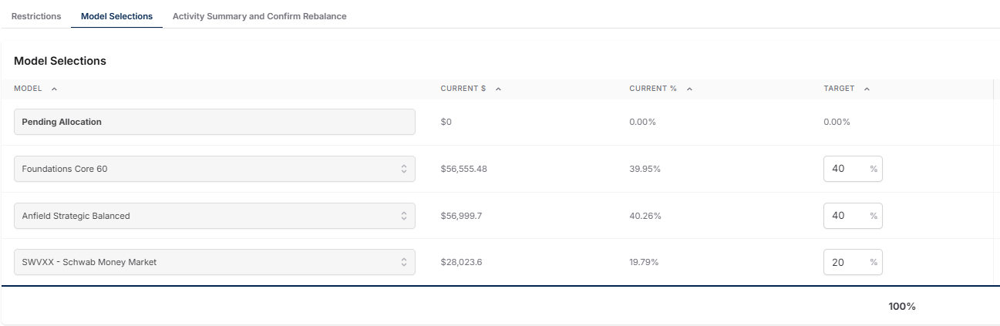 Restrictions Model Selections Activity Summary and Confirm Rebalance
Model Selections
MODEL CURRENT $ CURRENT % TARGET
Pending Allocation $0 0.00% 0.00%
Foundations Core 60 $56,555.48 39.95% 40 %
Anfield Strategic Balanced $56,999.7 40.26% 40 %
SWVXX - Schwab Money Market $28,023.6 19.79% 20 %
100%